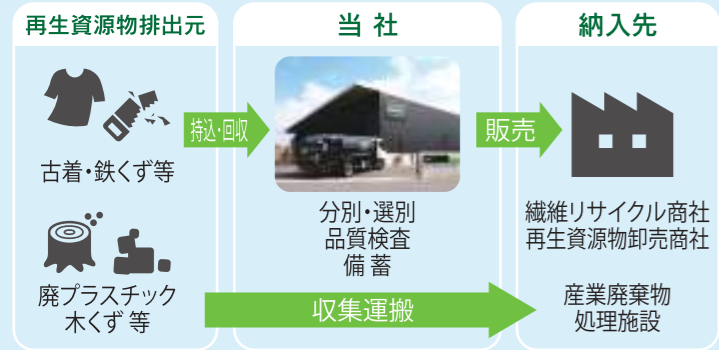 再生資源物排出元
当社
納入先
持込・回収
販売
古着・鉄くず等
分別・選別
品質検査
備蓄
繊維リサイクル商社
再生資源物卸売商社
廃プラスチック
木くず 等
収集運搬
産業廃棄物
処理施設